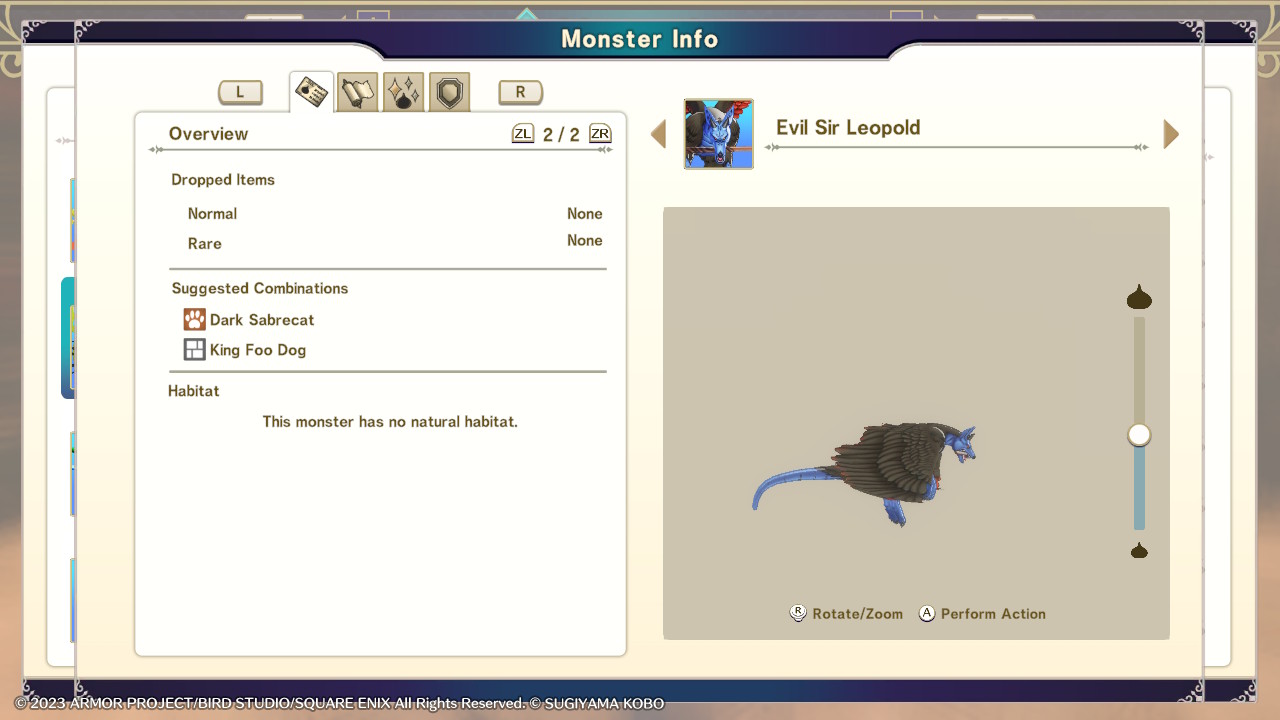 Monster Info
L
R
Overview
ZL 2 / 2 ZR
Dropped Items
Normal None
Rare None
Suggested Combinations
Dark Sabrecat
King Foo Dog
Habitat
This monster has no natural habitat.
Evil Sir Leopold
R Rotate/Zoom A Perform Action
© 2023 ARMOR PROJECT/BIRD STUDIO/SQUARE ENIX All Rights Reserved. © SUGIYAMA KOBO